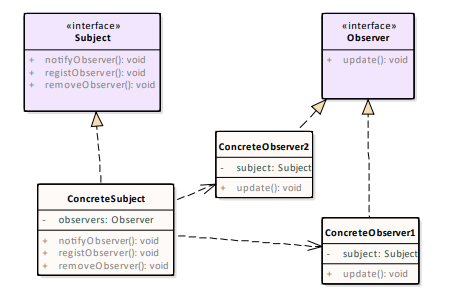 «interface»
Subject
+ notifyObserver(): void
+ registObserver(): void
+ removeObserver(): void
«interface»
Observer
+ update(): void
ConcreteObserver2
- subject: Subject
+ update(): void
ConcreteSubject
- observers: Observer
+ notifyObserver(): void
+ registObserver(): void
+ removeObserver(): void
ConcreteObserver1
- subject: Subject
+ update(): void